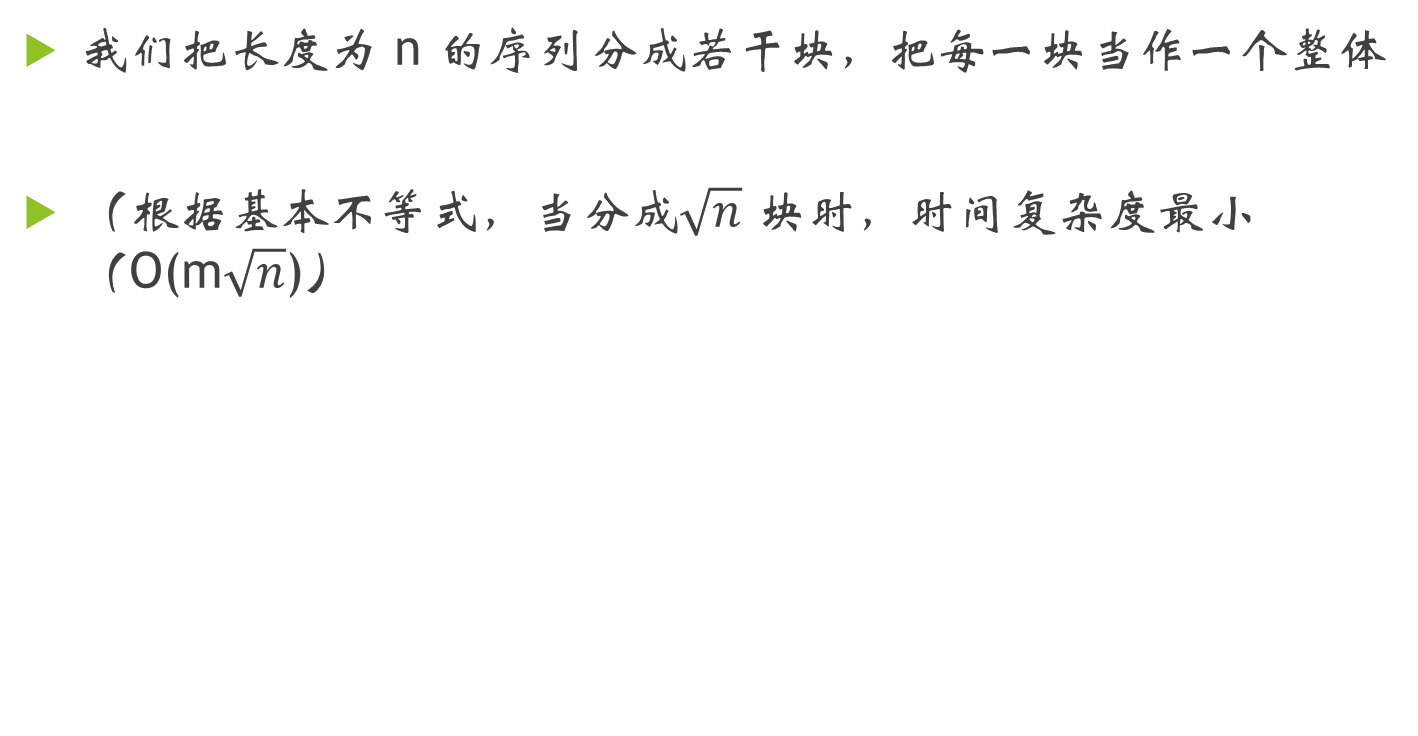 我们把长度为 n 的序列分成若干块，把每一块当作一个整体
（根据基本不等式，当分成√n 块时，时间复杂度最小
（O(m√n)）